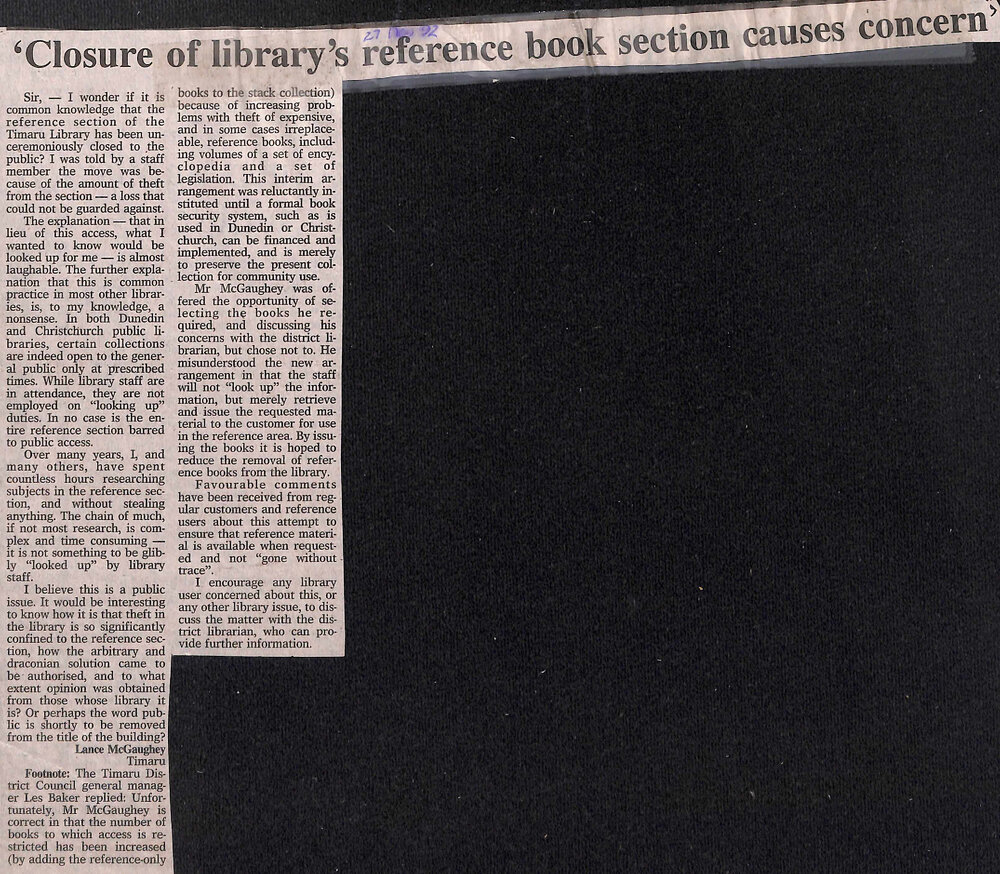 27 Nov 92
‘Closure of library’s reference book section causes concern’
Sir, — I wonder if it is
common knowledge that the
reference section of the
Timaru Library has been un-
ceremoniously closed to the
public? I was told by a staff
member the move was be-
cause of the amount of theft
from the section — a loss that
could not be guarded against.
The explanation — that in
lieu of this access, what I
wanted to know would be
looked up for me — is almost
laughable. The further expla-
nation that this is common
practice in most other librar-
ies, is, to my knowledge, a
nonsense. In both Dunedin
and Christchurch public li-
braries, certain collections
are indeed open to the gener-
al public only at prescribed
times. While library staff are
in attendance, they are not
employed on “looking up”
duties. In no case is the en-
tire reference section barred
to public access.
Over many years, I, and
many others, have spent
countless hours researching
subjects in the reference sec-
tion, and without stealing
anything. The chain of much,
if not most research, is com-
plex and time consuming —
it is not something to be glib-
ly “looked up” by library
staff.
I believe this is a public
issue. It would be interesting
to know how it is that theft in
the library is so significantly
confined to the reference sec-
tion, how the arbitrary and
draconian solution came to
be authorised, and to what
extent opinion was obtained
from those whose library it
is? Or perhaps the word pub-
lic is shortly to be removed
from the title of the building?
Lance McGaughey
Timaru
Footnote: The Timaru Dis-
trict Council general manag-
er Les Baker replied: Unfor-
tunately, Mr McGaughey is
correct in that the number of
books to which access is re-
stricted has been increased
(by adding the reference-only
books to the stack collection)
because of increasing prob-
lems with theft of expensive,
and in some cases irreplace-
able, reference books, includ-
ing volumes of a set of ency-
clopedia and a set of
legislation. This interim ar-
rangement was reluctantly in-
stituted until a formal book
security system, such as is
used in Dunedin or Christ-
church, can be financed and
implemented, and is merely
to preserve the present col-
lection for community use.
Mr McGaughey was of-
fered the opportunity of se-
lecting the books he re-
quired, and discussing his
concerns with the district li-
brarian, but chose not to. He
misunderstood the new ar-
rangement in that the staff
will not “look up” the infor-
mation, but merely retrieve
and issue the requested ma-
terial to the customer for use
in the reference area. By issu-
ing the books it is hoped to
reduce the removal of refer-
ence books from the library.
Favourable comments
have been received from reg-
ular customers and reference
users about this attempt to
ensure that reference materi-
al is available when request-
ed and not “gone without
trace”.
I encourage any library
user concerned about this, or
any other library issue, to dis-
cuss the matter with the dis-
trict librarian, who can pro-
vide further information.